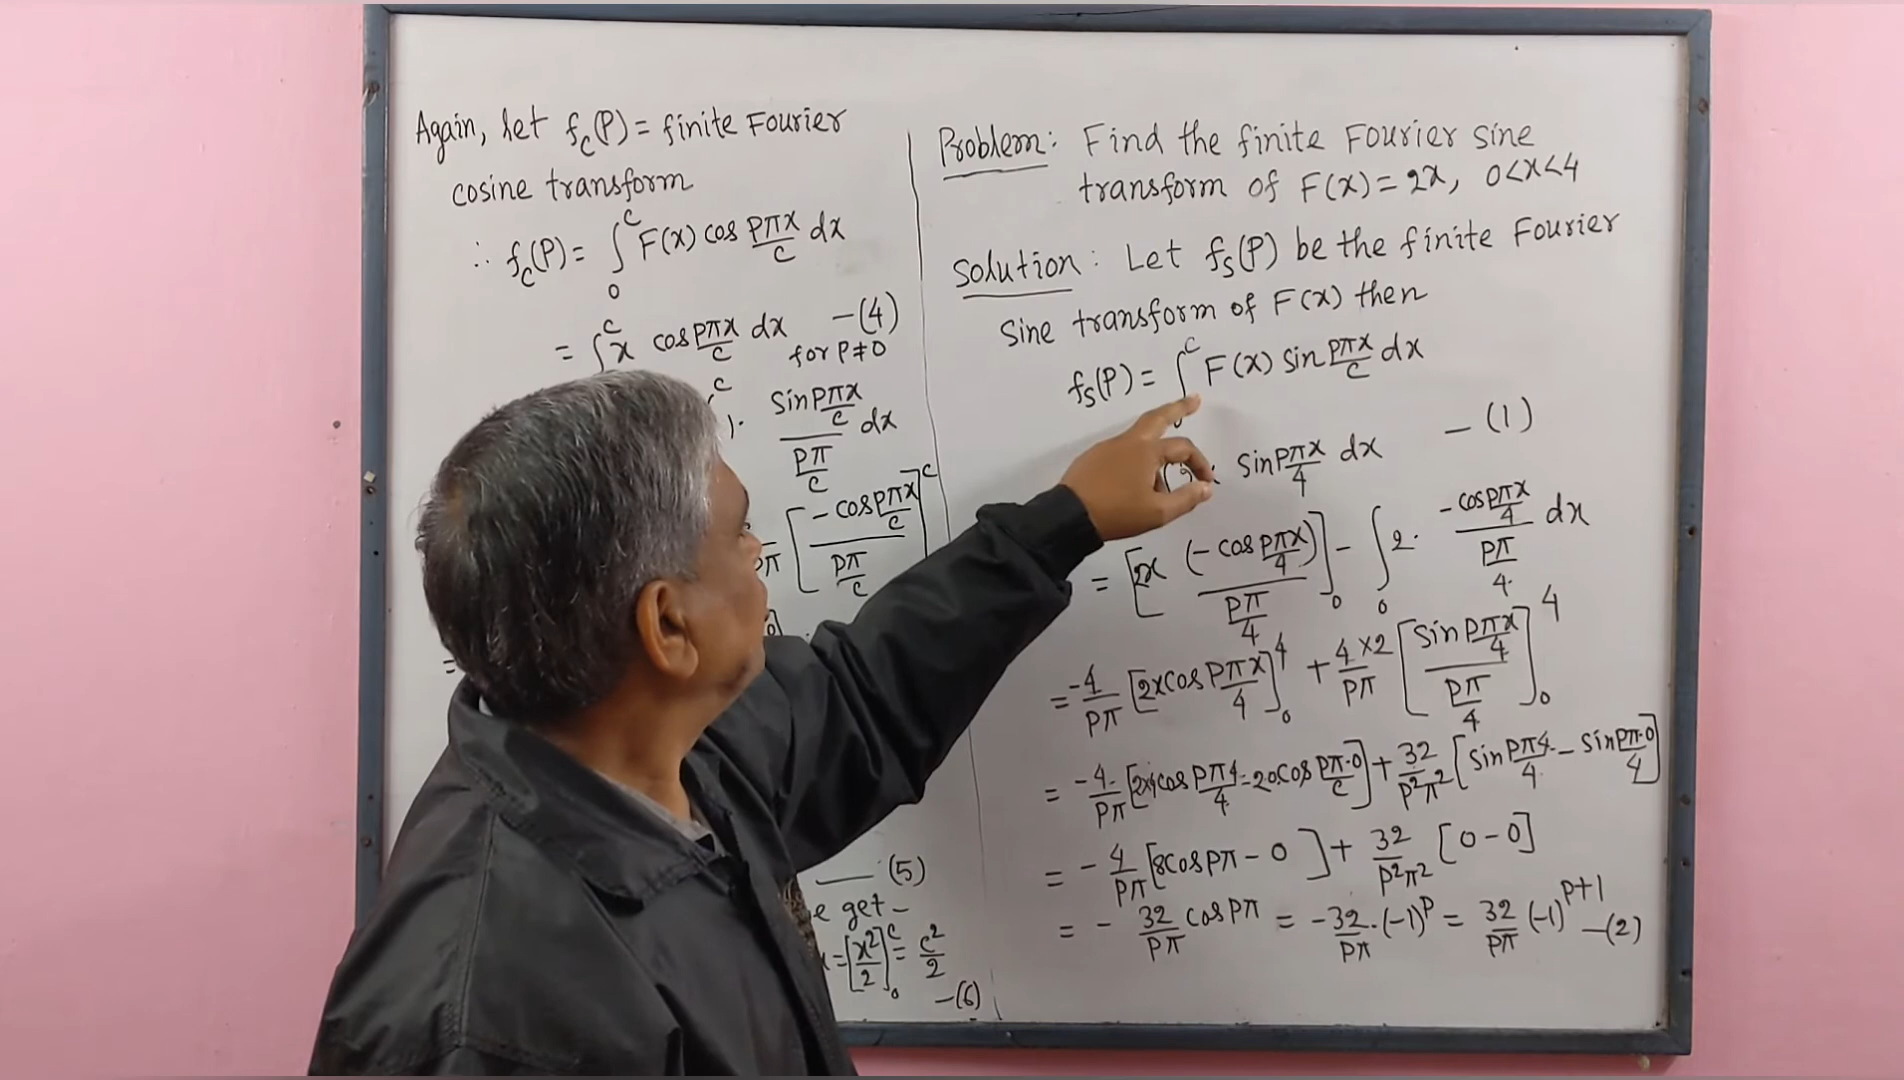 Again, let f_c(P) = finite Fourier
cosine transform
∴ f_c(P) = ∫_0^c F(x) cos pπx/c dx
= ∫^c x cos pπx/c dx —(4)
for P≠0
sin pπx/c / pπ/c dx
[-cos pπx/c / pπ/c]^c
=
— (5)
get –
= [x²/2]_0^c = c²/2
—(6)
Problem: Find the finite Fourier sine
transform of F(x) = 2x, 0<x<4
Solution: Let f_s(P) be the finite Fourier
sine transform of F(x) then
f_s(P) = ∫^c F(x) sin pπx/c dx
sin pπx/4 dx —(1)
= [2x (-cos pπx/4) / pπ/4]_0 - ∫_0 2. -cos pπx/4 / pπ/4 dx
= -4/pπ [2x cos pπx/4]_0^4 + 4×2/pπ [sin pπx/4 / pπ/4]_0^4
= -4/pπ [2×4cos pπ4/4 - 2.0.cos pπ.0/c] + 32/p²π² [sin pπ4/4 - sin pπ.0/4]
= - 4/pπ [8cos pπ - 0] + 32/p²π² [0-0]
= - 32/pπ cos pπ = -32/pπ .(-1)^p = 32/pπ (-1)^(p+1) —(2)